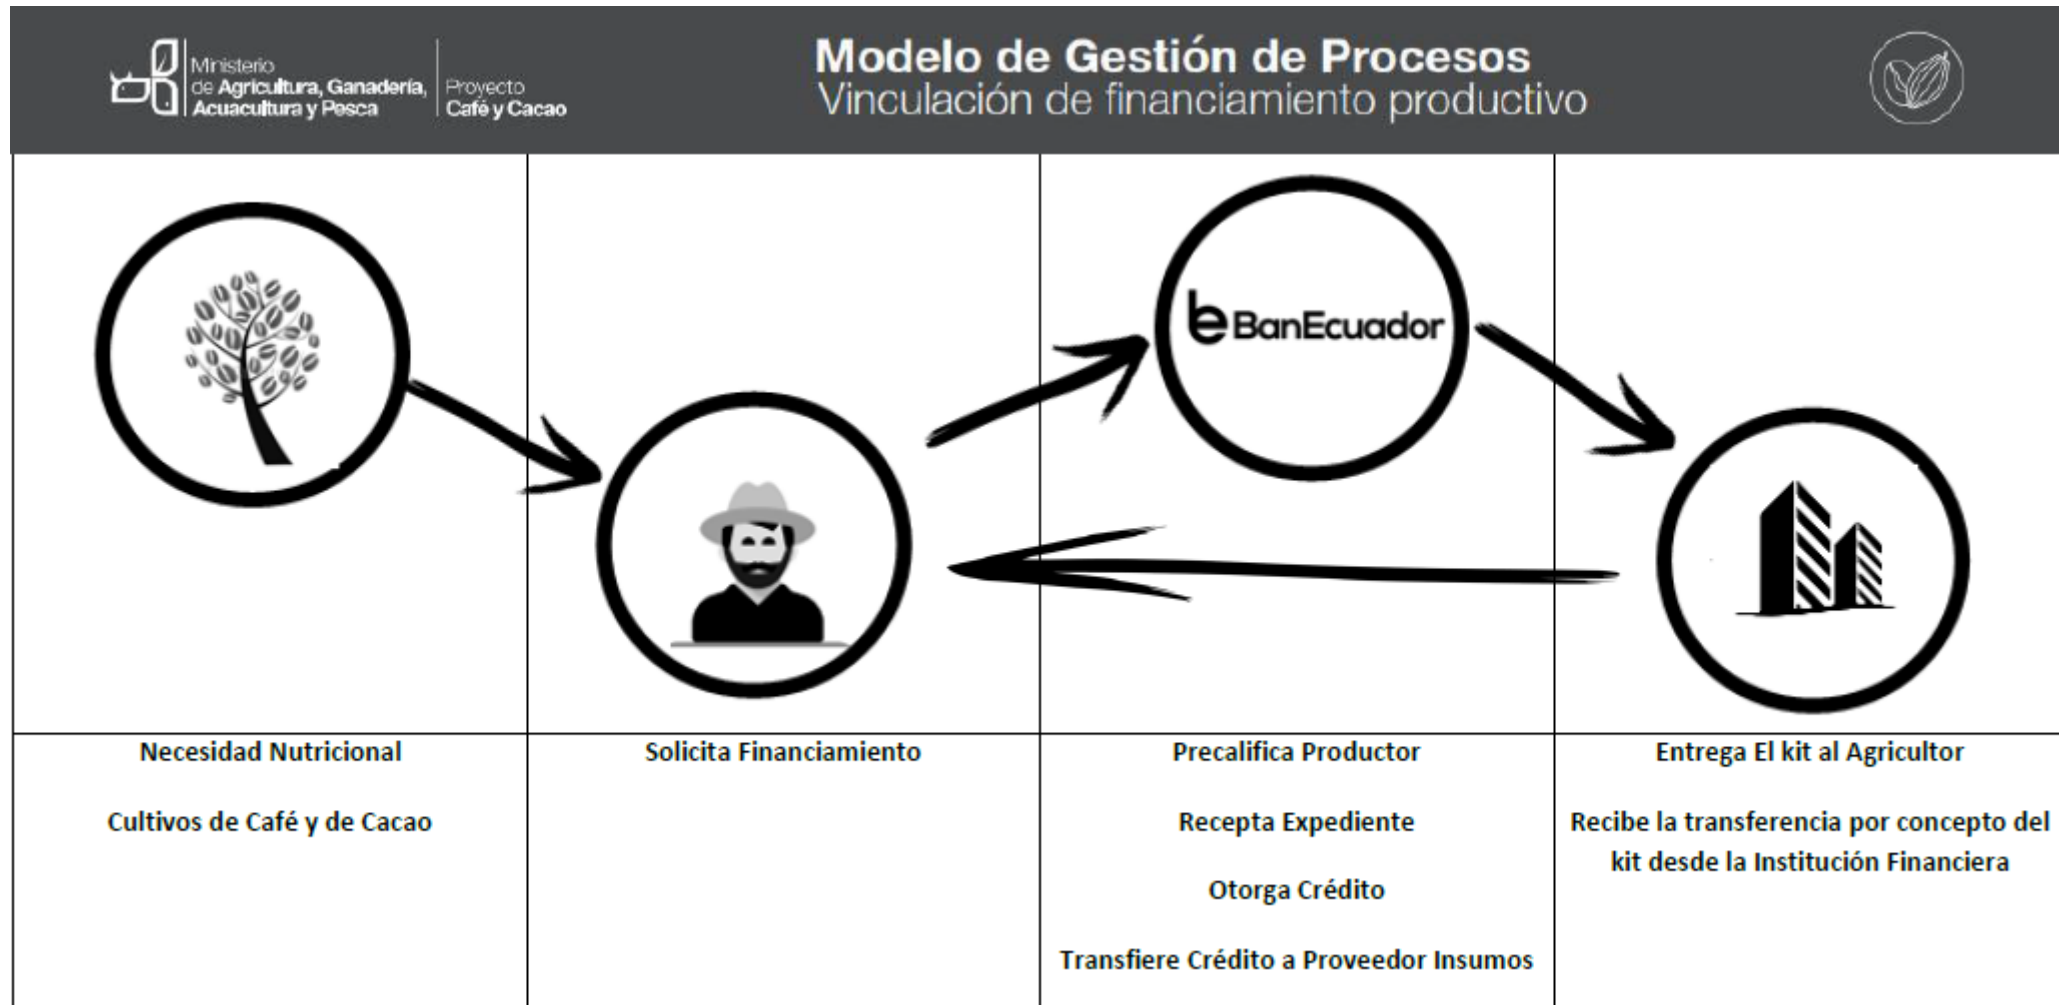 Ministerio
de Agricultura, Ganadería,
Acuacultura y Pesca
Proyecto
Café y Cacao
Modelo de Gestión de Procesos
Vinculación de financiamiento productivo
BanEcuador
Necesidad Nutricional
Cultivos de Café y de Cacao
Solicita Financiamiento
Precalifica Productor
Recepta Expediente
Otorga Crédito
Transfiere Crédito a Proveedor Insumos
Entrega El kit al Agricultor
Recibe la transferencia por concepto del
kit desde la Institución Financiera